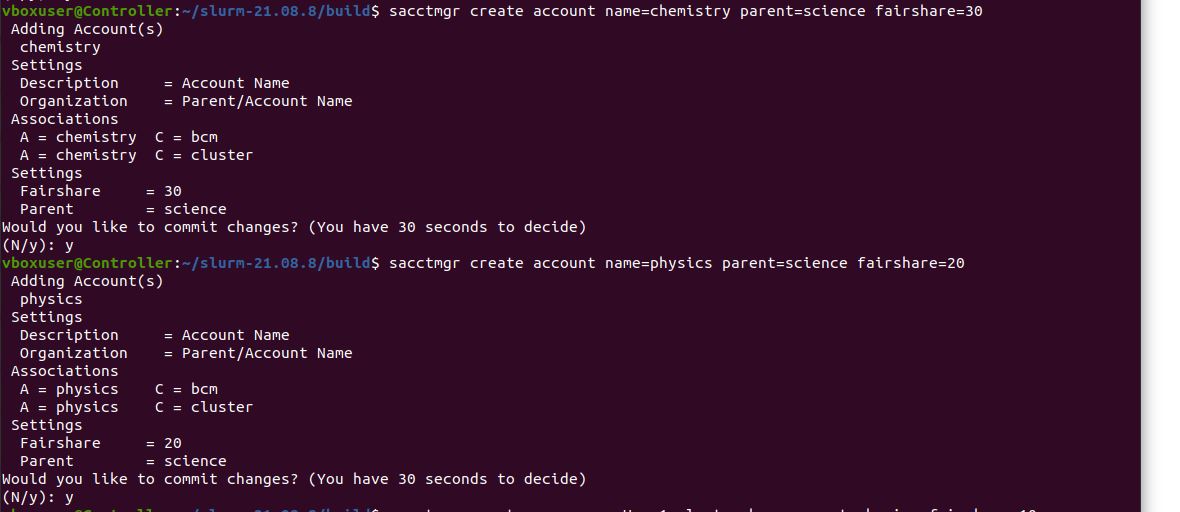 vboxuser@Controller:~/slurm-21.08.8/build$ sacctmgr create account name=chemistry parent=science fairshare=30
Adding Account(s)
chemistry
Settings
Description = Account Name
Organization = Parent/Account Name
Associations
A = chemistry C = bcm
A = chemistry C = cluster
Settings
Fairshare = 30
Parent = science
Would you like to commit changes? (You have 30 seconds to decide)
(N/y): y
vboxuser@Controller:~/slurm-21.08.8/build$ sacctmgr create account name=physics parent=science fairshare=20
Adding Account(s)
physics
Settings
Description = Account Name
Organization = Parent/Account Name
Associations
A = physics C = bcm
A = physics C = cluster
Settings
Fairshare = 20
Parent = science
Would you like to commit changes? (You have 30 seconds to decide)
(N/y): y